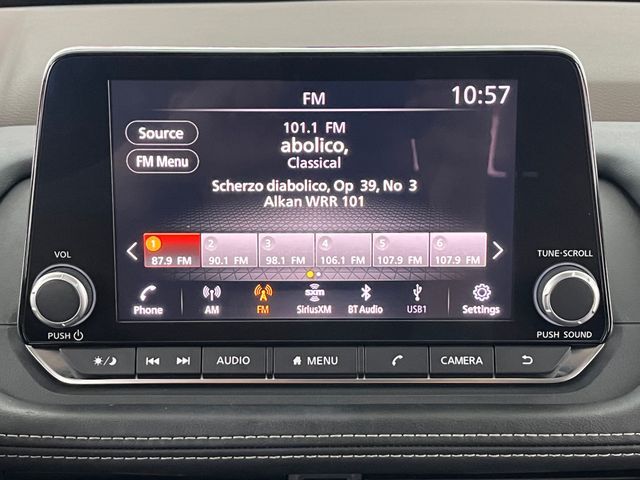 FM
10:57
Source
101.1 FM
abolico,
FM Menu
Classical
Scherzo diabolico, Op 39, No 3
Alkan WRR 101
1 2 3 4 5 6
87.9 FM 90.1 FM 98.1 FM 106.1 FM 107.9 FM 107.9 FM
VOL
TUNE·SCROLL
sxm
Phone AM FM SiriusXM BT Audio USB1 Settings
PUSH
PUSH SOUND
AUDIO MENU CAMERA